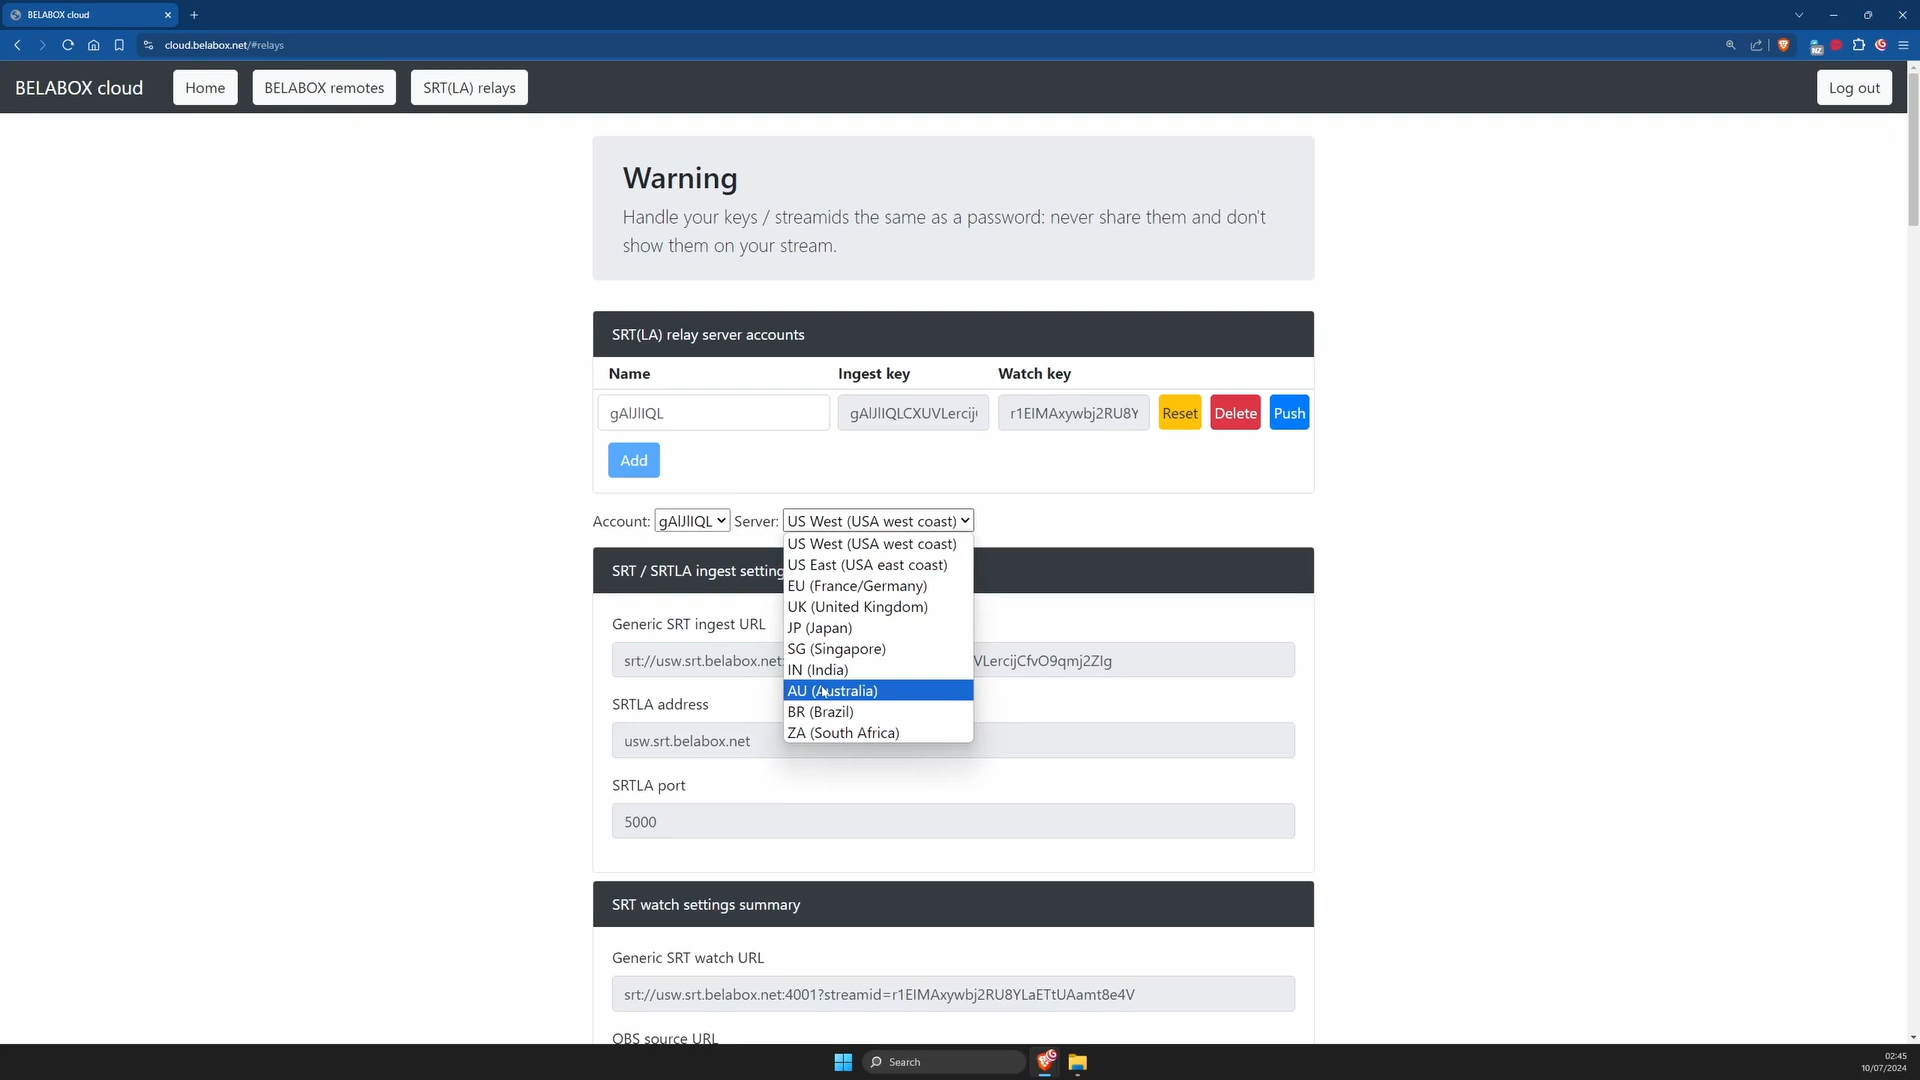 BELABOX cloud
cloud.belabox.net/#relays
BELABOX cloud
Home
BELABOX remotes
SRT(LA) relays
Log out
Warning
Handle your keys / streamids the same as a password: never share them and don't
show them on your stream.
SRT(LA) relay server accounts
Name
Ingest key
Watch key
gAlJlIQL
gAlJlIQLCXUVLercij
r1EIMAxywbj2RU8Y
Reset
Delete
Push
Add
Account: gAlJlIQL Server: US West (USA west coast)
US West (USA west coast)
US East (USA east coast)
EU (France/Germany)
UK (United Kingdom)
JP (Japan)
SG (Singapore)
IN (India)
AU (Australia)
BR (Brazil)
ZA (South Africa)
SRT / SRTLA ingest setting
Generic SRT ingest URL
srt://usw.srt.belabox.net: VLercijCfvO9qmj2ZIg
SRTLA address
usw.srt.belabox.net
SRTLA port
5000
SRT watch settings summary
Generic SRT watch URL
srt://usw.srt.belabox.net:4001?streamid=r1EIMAxywbj2RU8YLaETtUAamt8e4V
OBS source URL
Search
02:45
10/07/2024